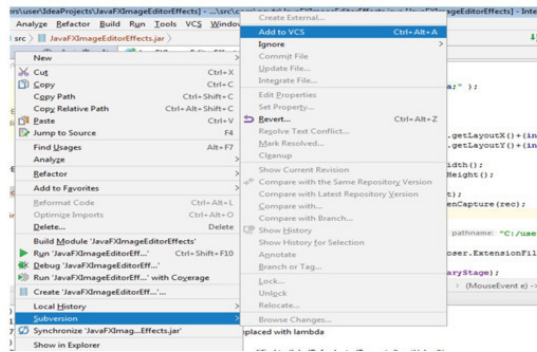 JavaFXImageEditorEffects] - ...\src\
Analyze Refactor Build Run Tools VCS Window
src JavaFXImageEditorEffects.jar
New
Cut Ctrl+X
Copy Ctrl+C
Copy Path Ctrl+Shift+C
Copy Relative Path Ctrl+Alt+Shift+C
Paste Ctrl+V
Jump to Source F4
Find Usages Alt+F7
Analyze
Refactor
Add to Favorites
Reformat Code Ctrl+Alt+L
Optimize Imports Ctrl+Alt+O
Delete... Delete
Build Module 'JavaFXImageEditorEffects'
Run 'JavaFXImageEditorEff...' Ctrl+Shift+F10
Debug 'JavaFXImageEditorEff...'
Run 'JavaFXImageEditorEff...' with Coverage
Create 'JavaFXImageEditorEff...'...
Local History
Subversion
Synchronize 'JavaFXImag...Effects.jar'
Show in Explorer
Create External...
Add to VCS Ctrl+Alt+A
Ignore
Commit File
Update File...
Integrate File...
Edit Properties
Set Property...
Revert... Ctrl+Alt+Z
Resolve Text Conflict...
Mark Resolved...
Cleanup
Show Current Revision
Compare with the Same Repository Version
Compare with Latest Repository Version
Compare with...
Compare with Branch...
Show History
Show History for Selection
Annotate
Branch or Tag...
Lock...
Unlock
Relocate...
Browse Changes...
.getLayoutX()+(in
.getLayoutY()+(in
idth();
Height();
enCapture(rec);
pathname: "C:/use
oser.ExtensionFil
aryStage);
(MouseEvent e) ->
eplaced with lambda